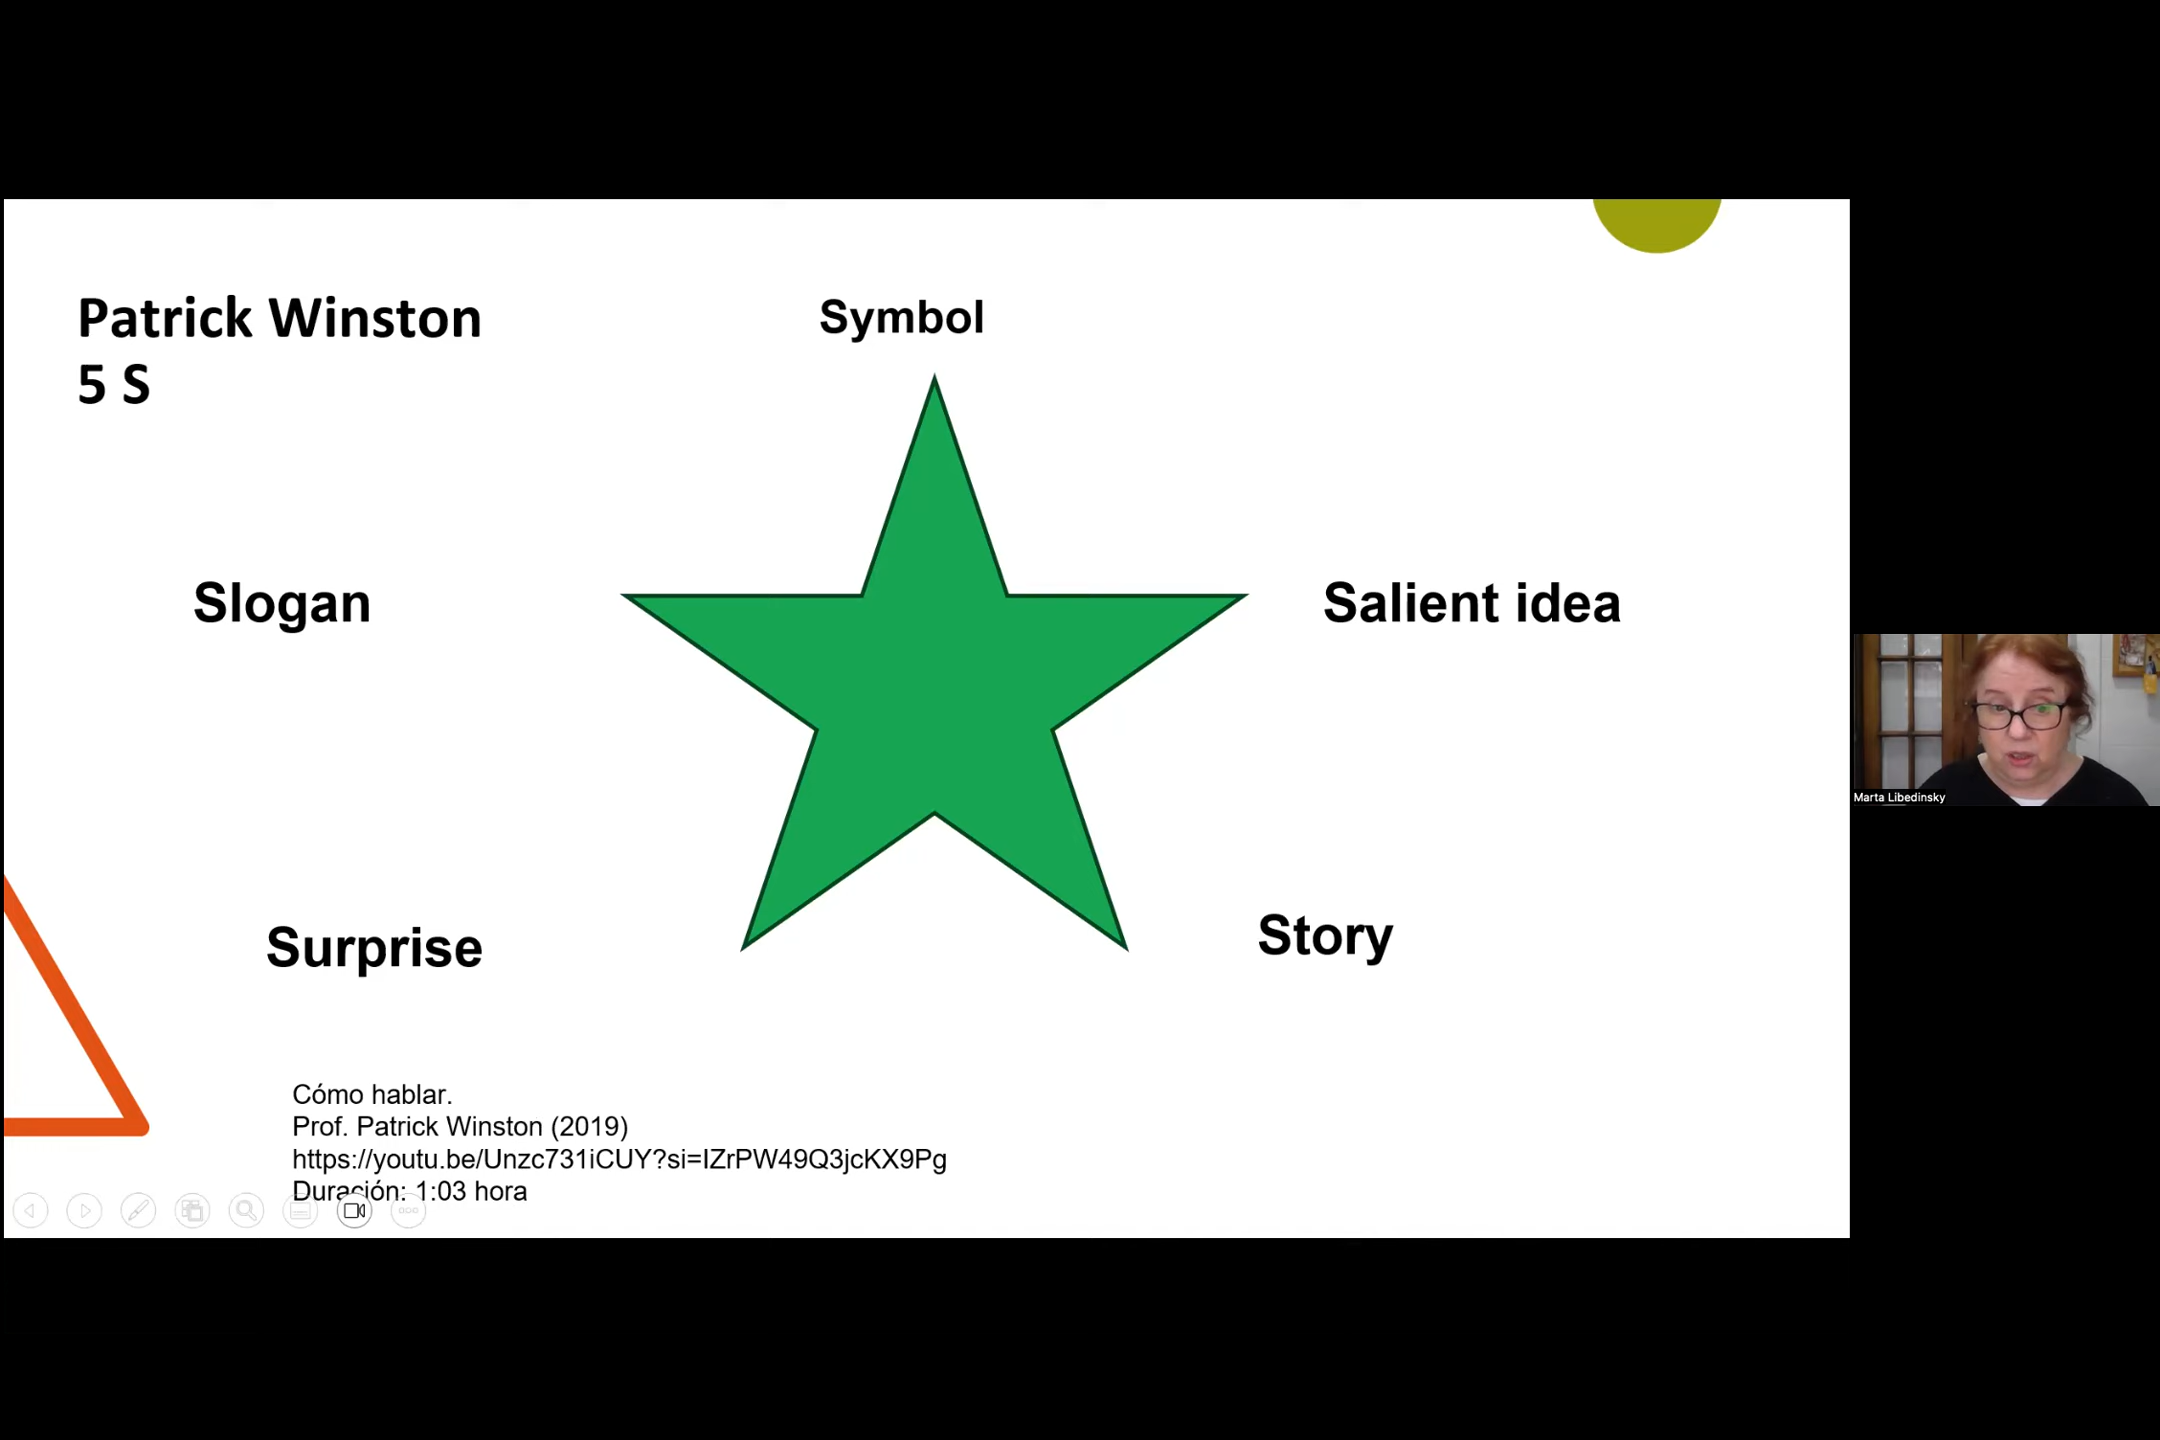 Patrick Winston
5 S
Symbol
Slogan
Salient idea
Surprise
Story
Cómo hablar.
Prof. Patrick Winston (2019)
https://youtu.be/Unzc731iCUY?si=IZrPW49Q3jcKX9Pg
Duración: 1:03 hora
Marta Libedinsky